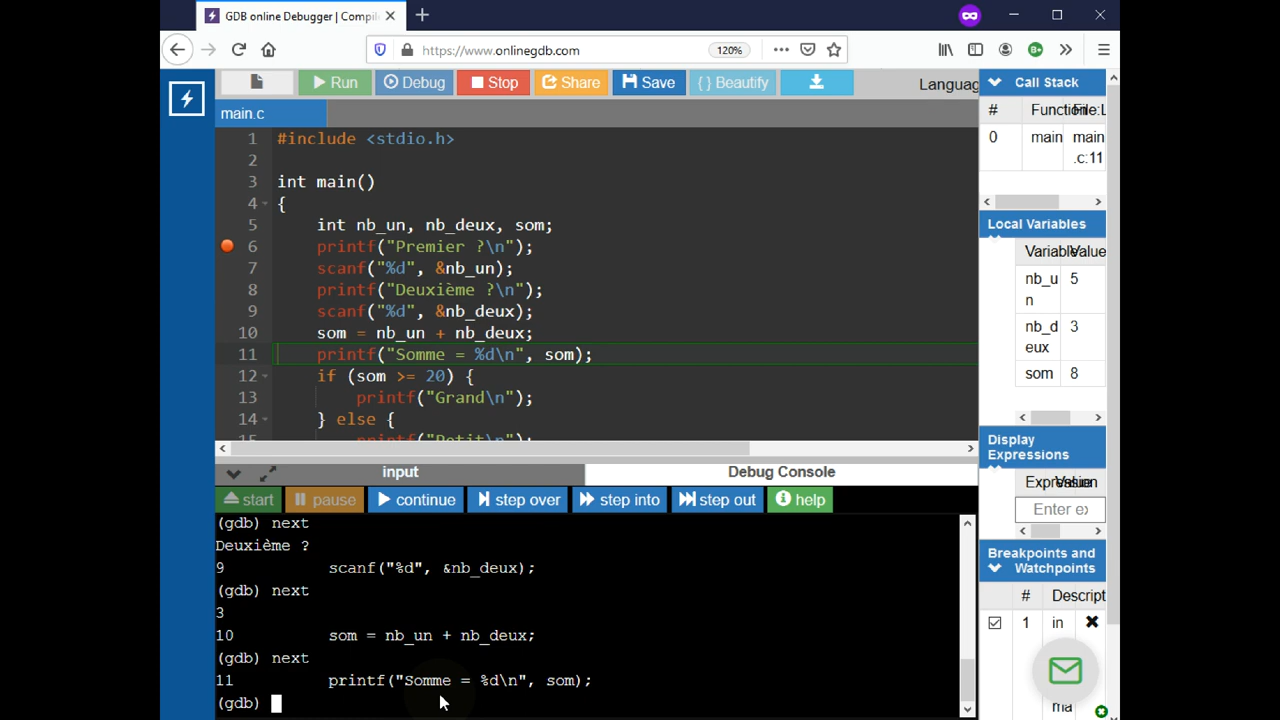 GDB online Debugger | Compile
https://www.onlinegdb.com
120%
Run
Debug
Stop
Share
Save
{ } Beautify
Languag
main.c
1 #include <stdio.h>
2
3 int main()
4 {
5 int nb_un, nb_deux, som;
6 printf("Premier ?\n");
7 scanf("%d", &nb_un);
8 printf("Deuxième ?\n");
9 scanf("%d", &nb_deux);
10 som = nb_un + nb_deux;
11 printf("Somme = %d\n", som);
12 if (som >= 20) {
13 printf("Grand\n");
14 } else {
15 printf("Petit\n");
input
Debug Console
start
pause
continue
step over
step into
step out
help
(gdb) next
Deuxième ?
9 scanf("%d", &nb_deux);
(gdb) next
3
10 som = nb_un + nb_deux;
(gdb) next
11 printf("Somme = %d\n", som);
(gdb)
Call Stack
# Function File:L
0 main main
.c:11
Local Variables
Variable Value
nb_u 5
n
nb_d 3
eux
som 8
Display
Expressions
Enter ex
Breakpoints and
Watchpoints
# Descript
1 in
ma